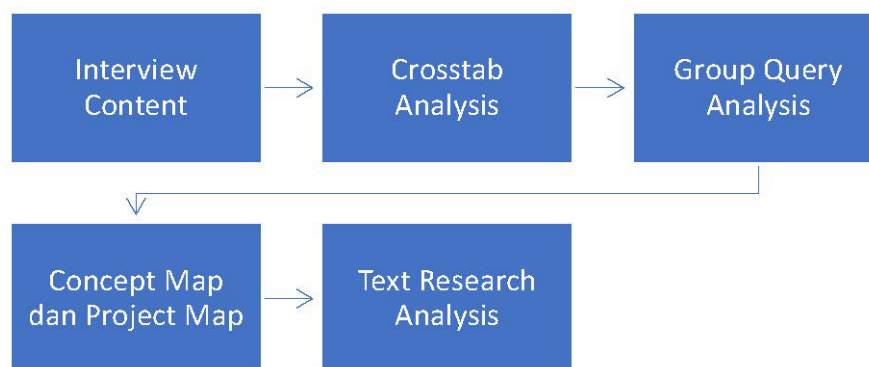 Interview
Content
Crosstab
Analysis
Group Query
Analysis
Concept Map
dan Project Map
Text Research
Analysis